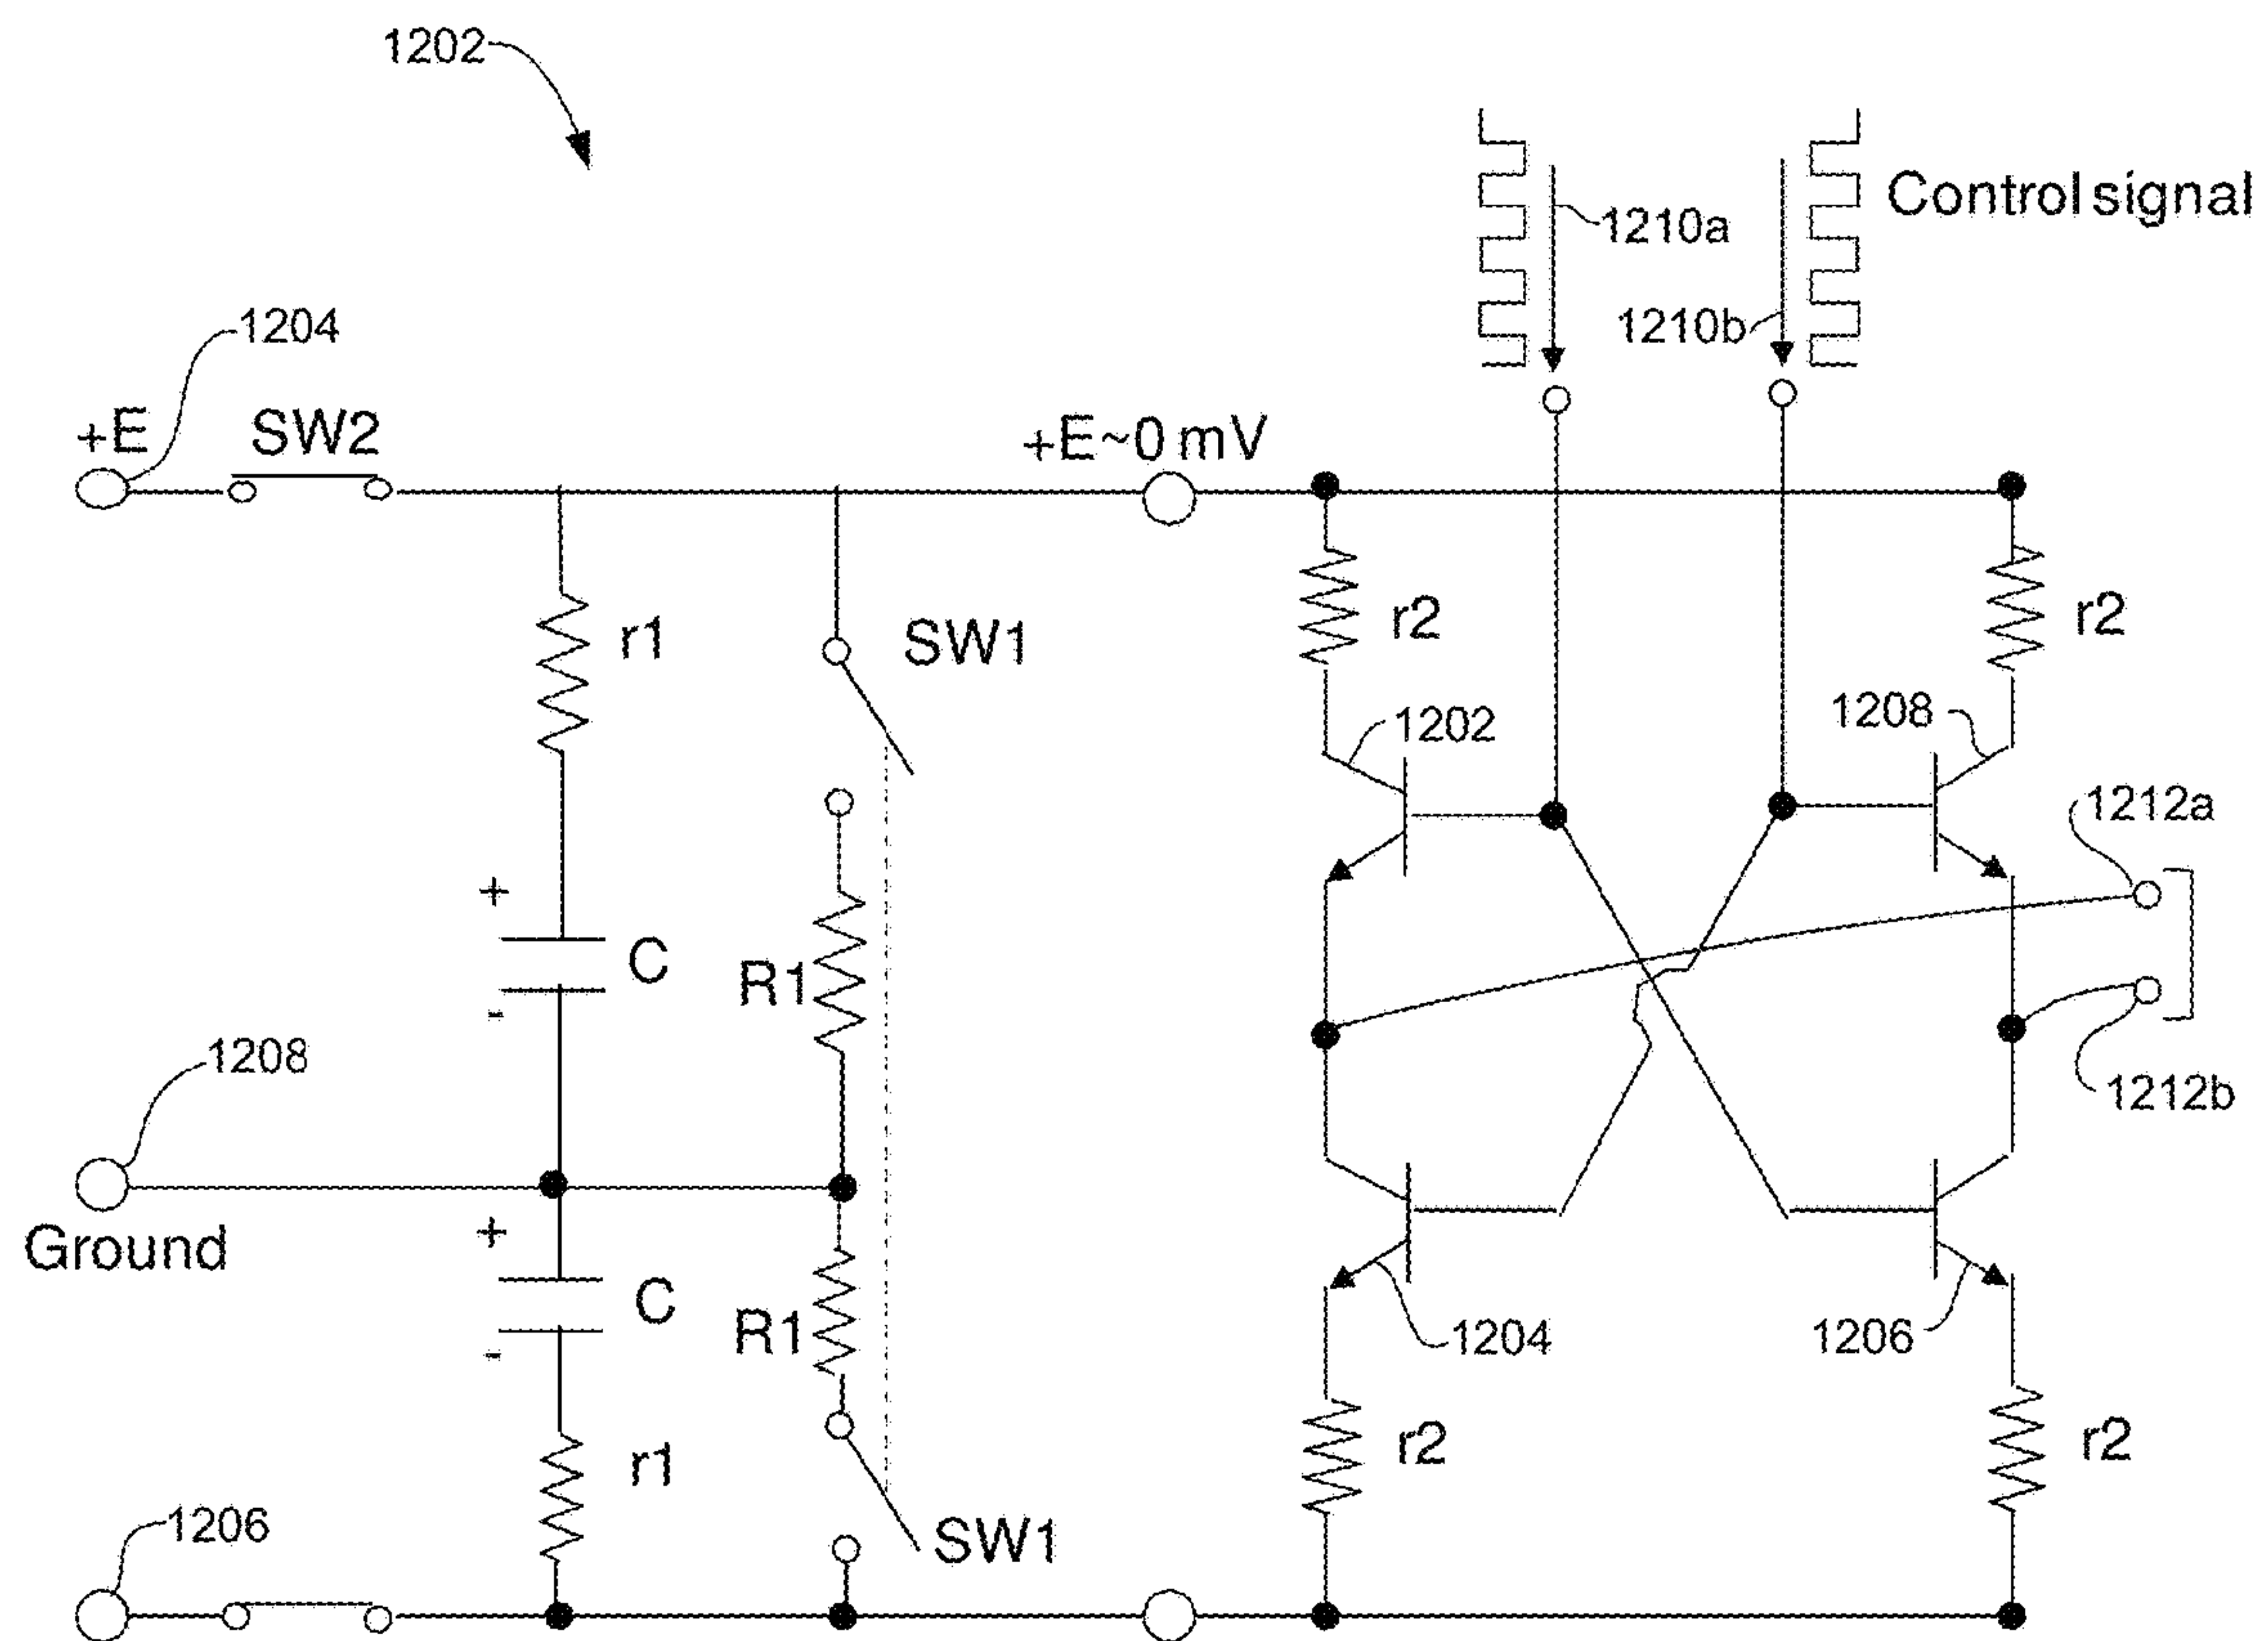 1202
1210a
Control signal
1210b
1204
+E
SW2
+E~0 mV
r1
SW1
r2
r2
1202
1208
1212a
+
C
-
R1
1208
1212b
Ground
+
C
-
R1
1204
1206
r1
r2
r2
1206
SW1